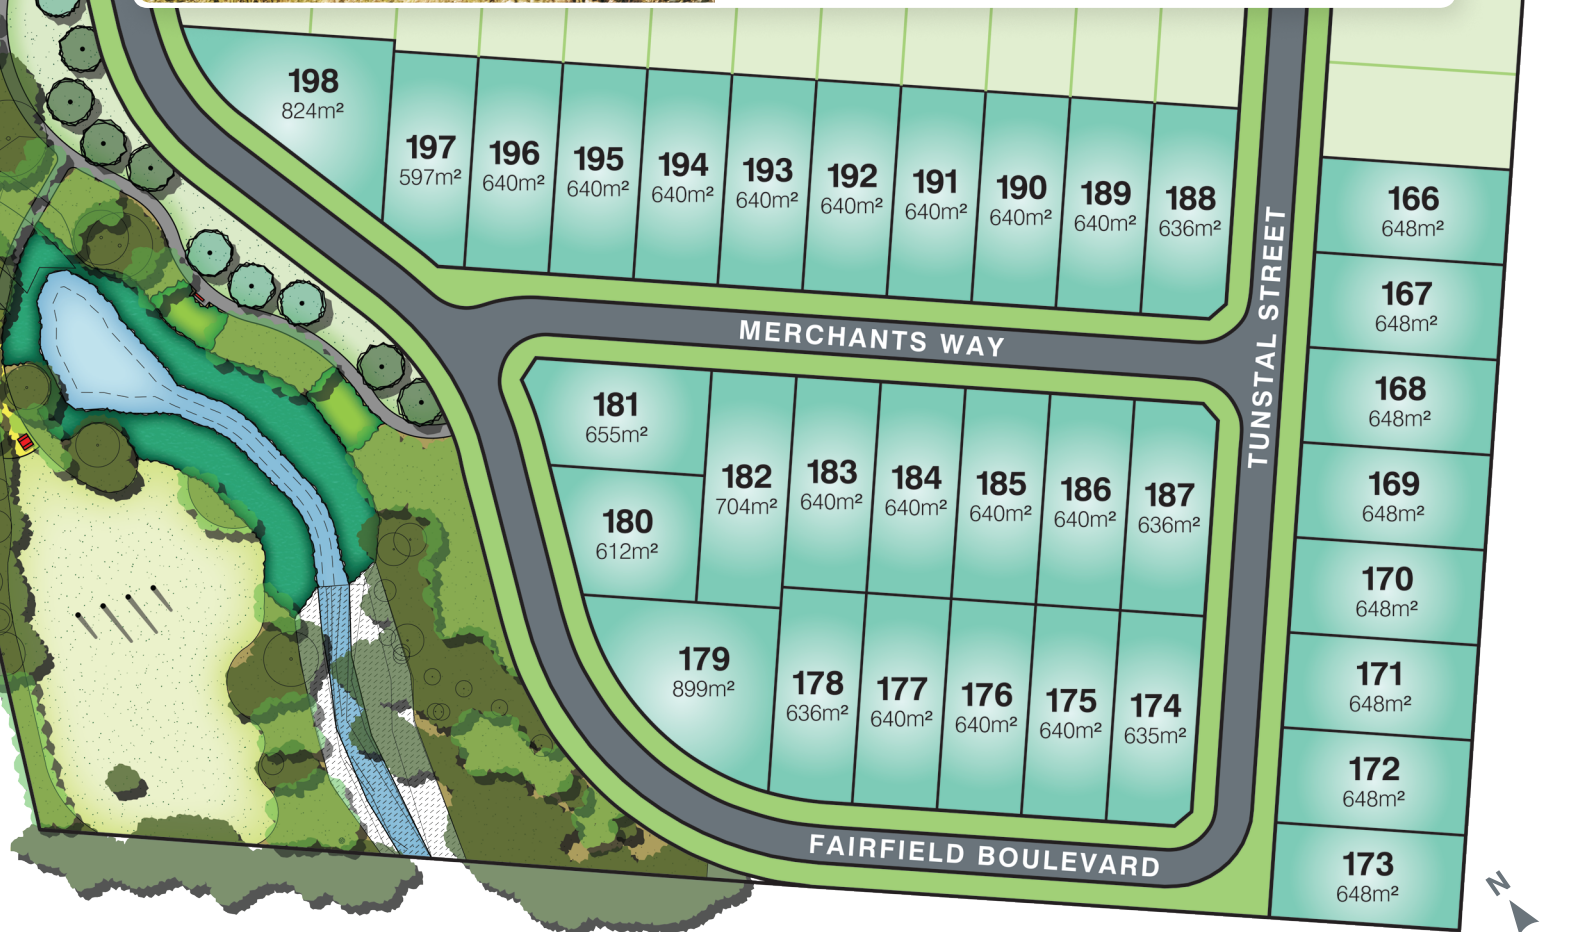 198
824m²
197
597m²
196
640m²
195
640m²
194
640m²
193
640m²
192
640m²
191
640m²
190
640m²
189
640m²
188
636m²
166
648m²
167
648m²
168
648m²
169
648m²
170
648m²
171
648m²
172
648m²
173
648m²
TUNSTAL STREET
MERCHANTS WAY
181
655m²
180
612m²
182
704m²
183
640m²
184
640m²
185
640m²
186
640m²
187
636m²
179
899m²
178
636m²
177
640m²
176
640m²
175
640m²
174
635m²
FAIRFIELD BOULEVARD
N